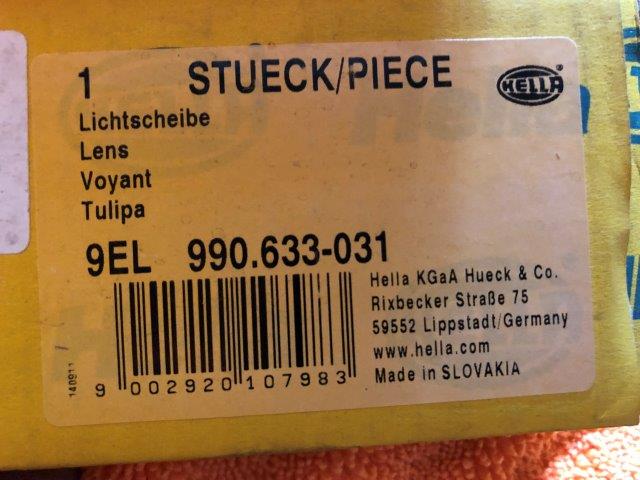 1 STUECK/PIECE
HELLA
Lichtscheibe
Lens
Voyant
Tulipa
9EL 990.633-031
Hella KGaA Hueck & Co.
Rixbecker Straße 75
59552 Lippstadt/Germany
www.hella.com
Made in SLOVAKIA
9 002920 107983